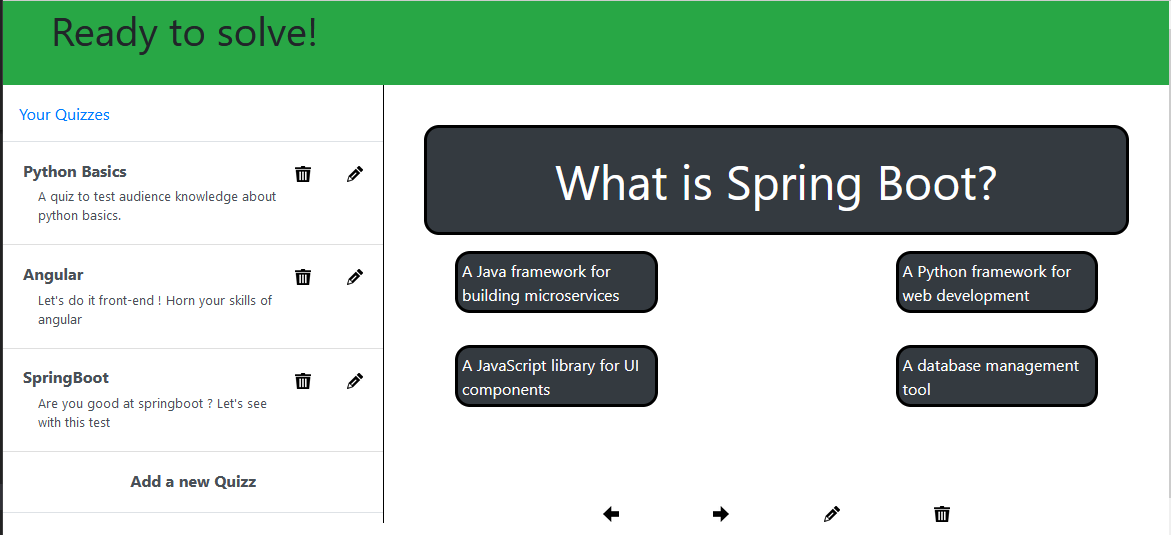 Ready to solve!
Your Quizzes
Python Basics
A quiz to test audience knowledge about
python basics.
Angular
Let's do it front-end ! Horn your skills of
angular
SpringBoot
Are you good at springboot ? Let's see
with this test
Add a new Quizz
What is Spring Boot?
A Java framework for
building microservices
A Python framework for
web development
A JavaScript library for UI
components
A database management
tool